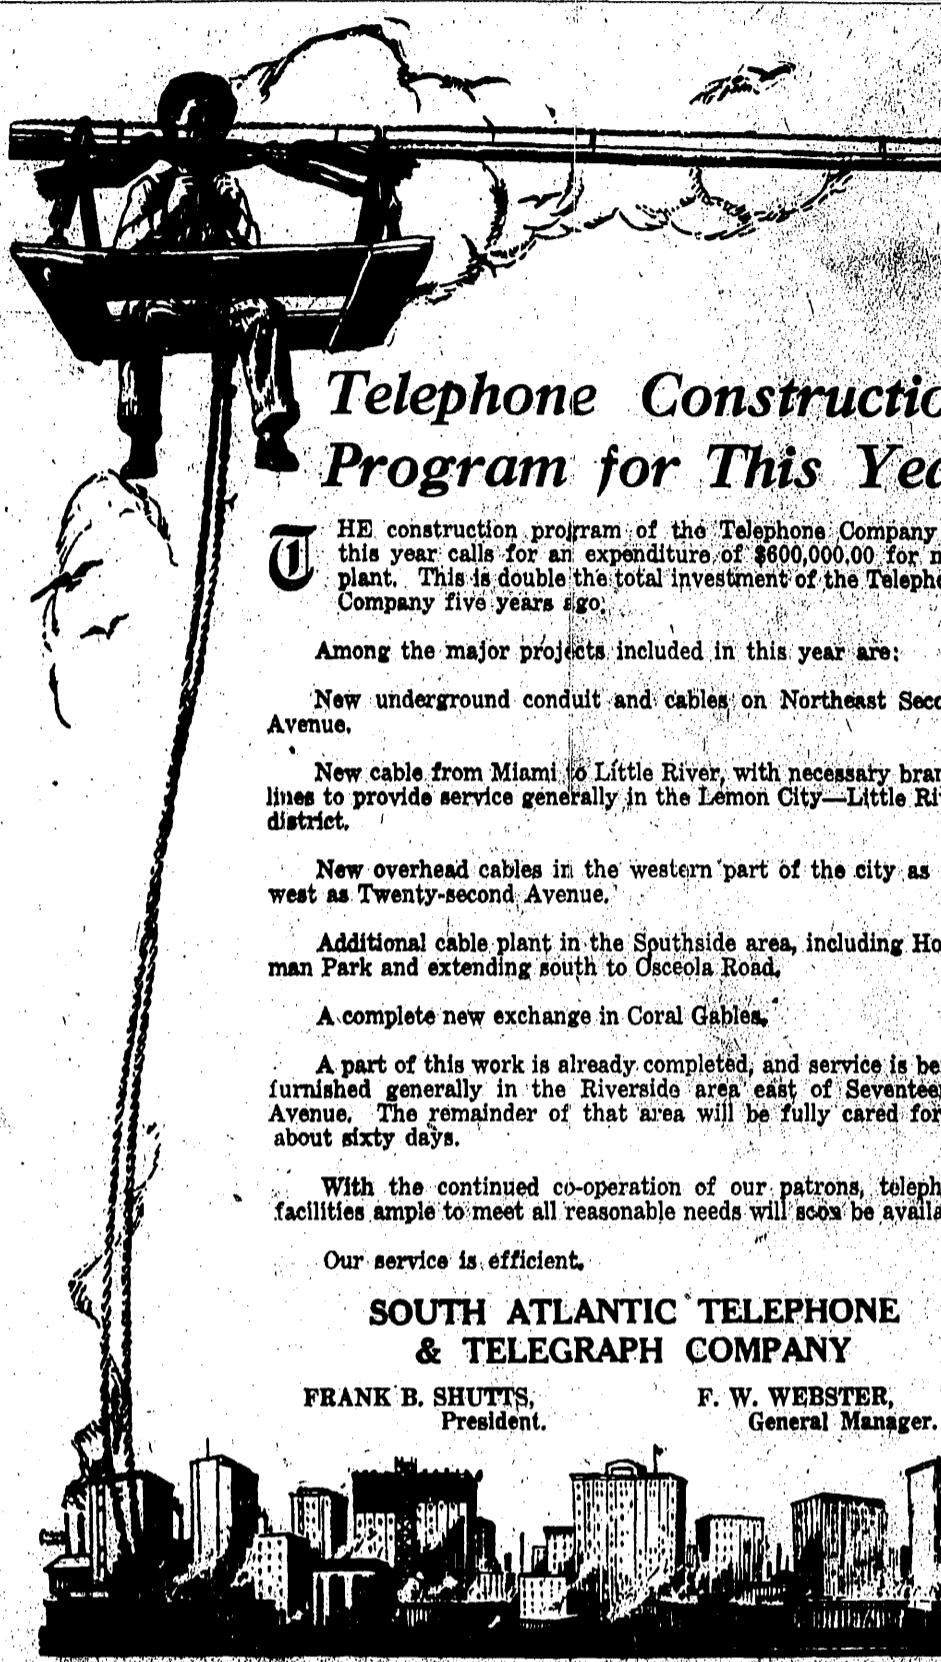 Telephone Constructio
Program for This Yea
THE construction program of the Telephone Company
this year calls for an expenditure of $600,000.00 for n
plant. This is double the total investment of the Telepho
Company five years ago.
Among the major projects included in this year are:
New underground conduit and cables on Northeast Seco
Avenue.
New cable from Miami to Little River, with necessary bran
lines to provide service generally in the Lemon City—Little Ri
district.
New overhead cables in the western part of the city as
west as Twenty-second Avenue.
Additional cable plant in the Southside area, including Ho
man Park and extending south to Osceola Road.
A complete new exchange in Coral Gables.
A part of this work is already completed, and service is be
furnished generally in the Riverside area east of Seventee
Avenue. The remainder of that area will be fully cared for
about sixty days.
With the continued co-operation of our patrons, teleph
facilities ample to meet all reasonable needs will soon be availa
Our service is efficient.
SOUTH ATLANTIC TELEPHONE
& TELEGRAPH COMPANY
FRANK B. SHUTTS, F. W. WEBSTER,
President. General Manager.